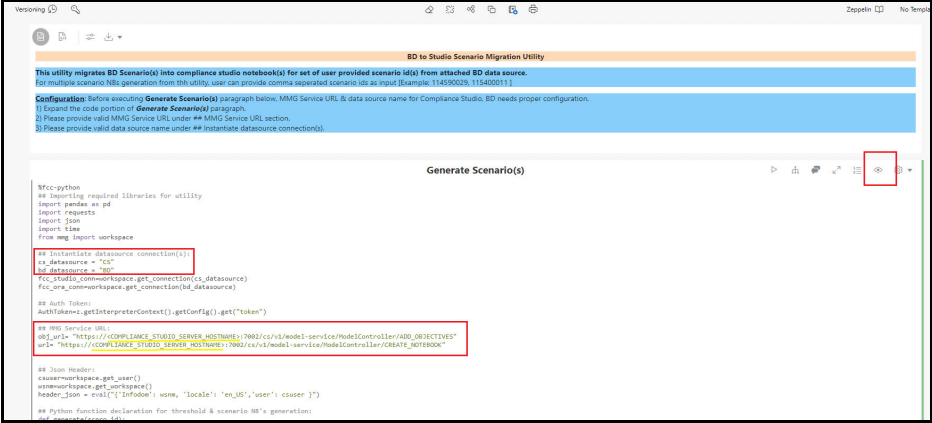 Versioning
Zeppelin No Templa
BD to Studio Scenario Migration Utility
This utility migrates BD Scenario(s) into compliance studio notebook(s) for set of user provided scenario id(s) from attached BD data source.
For multiple scenario NBs generation from thh utility, user can provide comma seperated scenario ids as input [Example: 114590029, 115400011 ]
Configuration: Before executing Generate Scenario(s) paragraph below, MMG Service URL & data source name for Compliance Studio, BD needs proper configuration.
1) Expand the code portion of Generate Scenario(s) paragraph.
2) Please provide valid MMG Service URL under ## MMG Service URL section.
3) Please provide valid data source name under ## Instantiate datasource connection(s).
Generate Scenario(s)
%fcc-python
## Importing required libraries for utility
import pandas as pd
import requests
import json
import time
from mmg import workspace
## Instantiate datasource connection(s):
cs_datasource = "CS"
bd_datasource = "BD"
fcc_studio_conn=workspace.get_connection(cs_datasource)
fcc_ora_conn=workspace.get_connection(bd_datasource)
## Auth Token:
AuthToken=z.getInterpreterContext().getConfig().get("token")
## MMG Service URL:
obj_url= "https://<COMPLIANCE_STUDIO_SERVER_HOSTNAME>:7002/cs/v1/model-service/ModelController/ADD_OBJECTIVES"
url= "https://<COMPLIANCE_STUDIO_SERVER_HOSTNAME>:7002/cs/v1/model-service/ModelController/CREATE_NOTEBOOK"
## Json Header:
csuser=workspace.get_user()
wsnm=workspace.get_workspace()
header_json = eval("{'Infodom': wsnm, 'locale': 'en_US','user': csuser }")
## Python function declaration for threshold & scenario NB's generation: